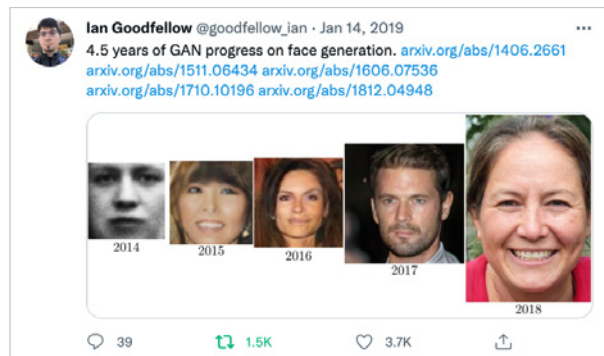 Ian Goodfellow @goodfellow_ian · Jan 14, 2019
4.5 years of GAN progress on face generation. arxiv.org/abs/1406.2661
arxiv.org/abs/1511.06434 arxiv.org/abs/1606.07536
arxiv.org/abs/1710.10196 arxiv.org/abs/1812.04948
2014
2015
2016
2017
2018
39 1.5K 3.7K